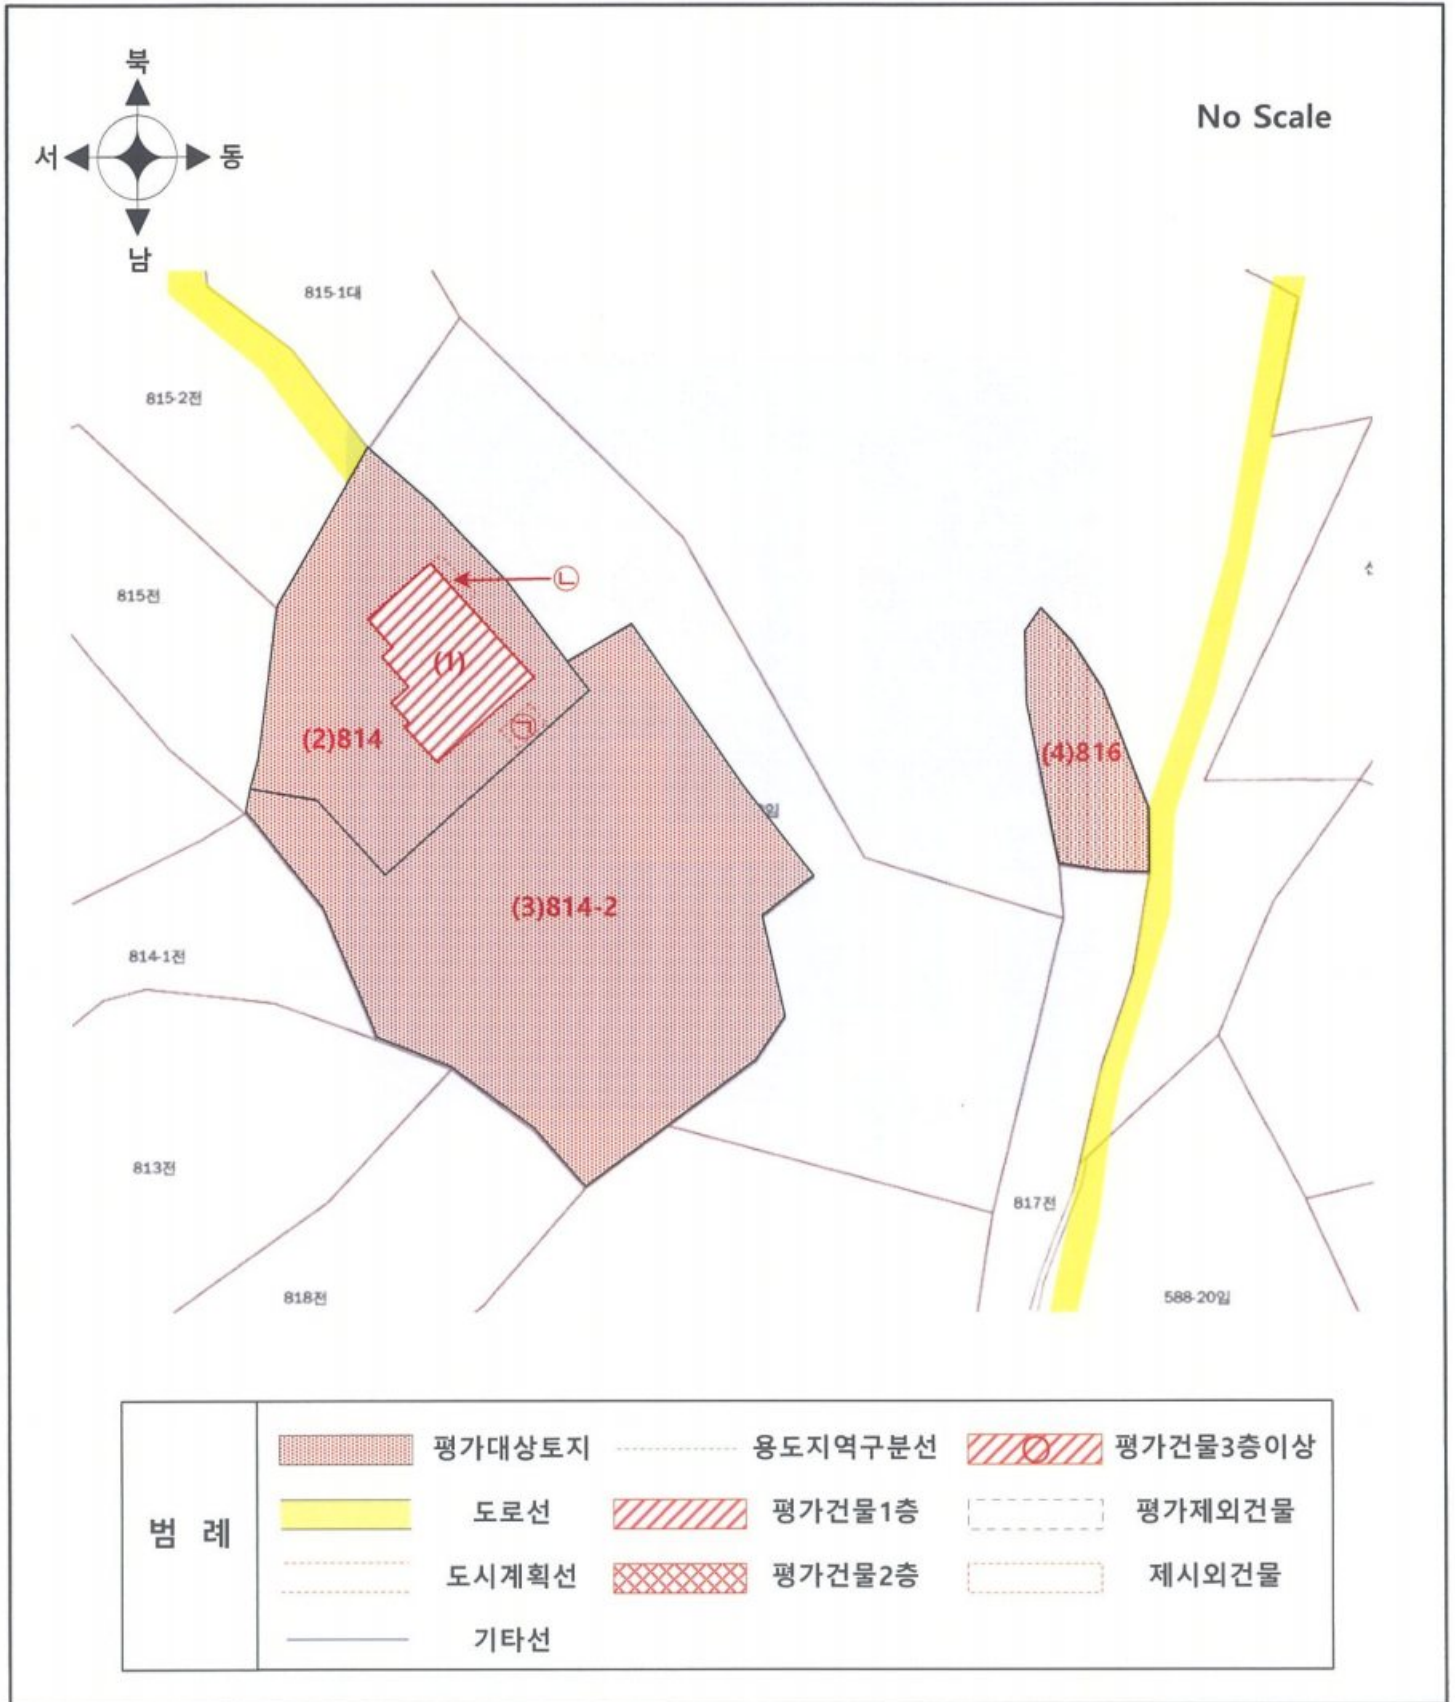 북
No Scale
서 동
남
815-1대
815-2전
815전
㉡
(1)
㉠
(2)814
(4)816
임
(3)814-2
814-1전
813전
817전
818전
588-20임
범 례
평가대상토지
용도지역구분선
평가건물3층이상
도로선
평가건물1층
평가제외건물
도시계획선
평가건물2층
제시외건물
기타선